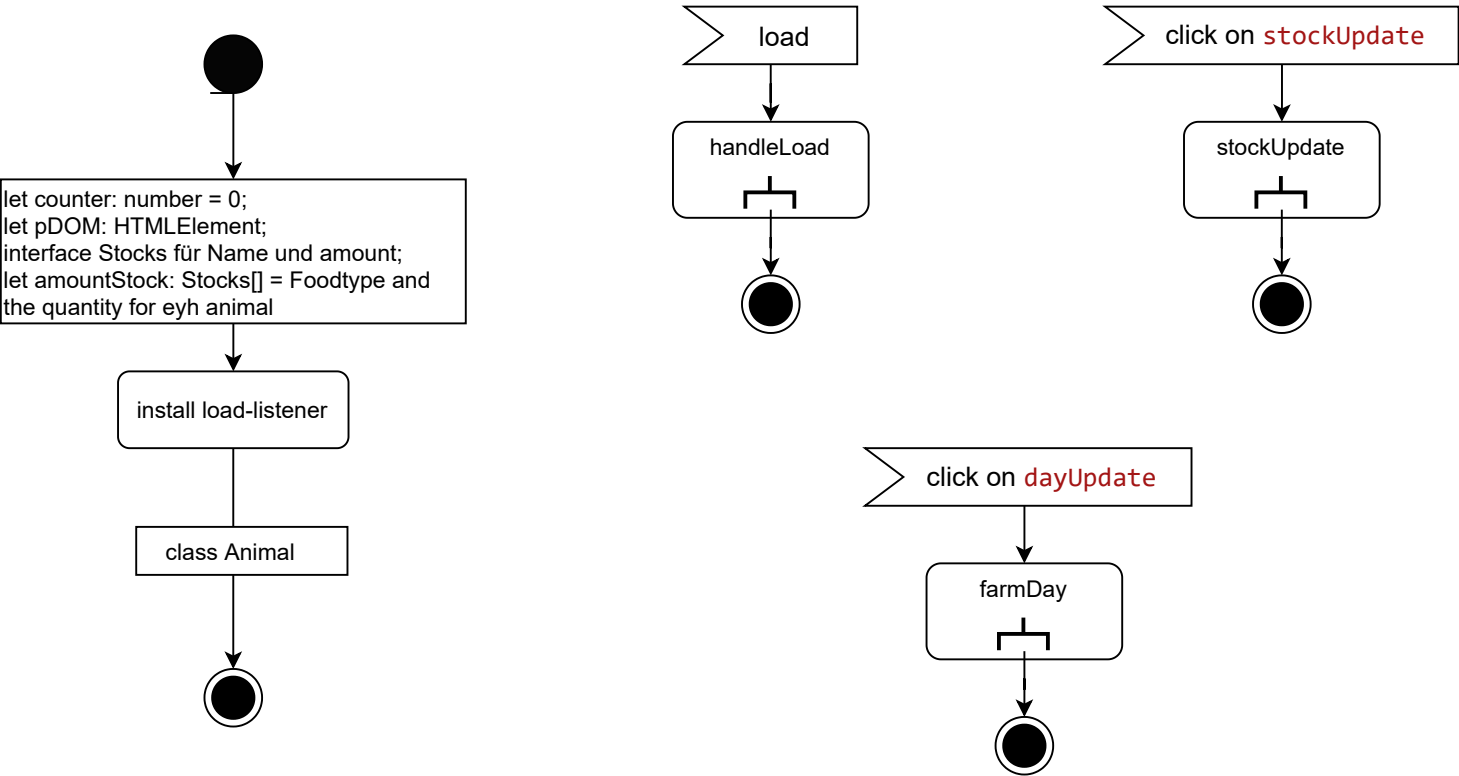 let counter: number = 0;
let pDOM: HTMLElement;
interface Stocks für Name und amount;
let amountStock: Stocks[] = Foodtype and
the quantity for eyh animal
install load-listener
class Animal
load
handleLoad
click on stockUpdate
stockUpdate
click on dayUpdate
farmDay